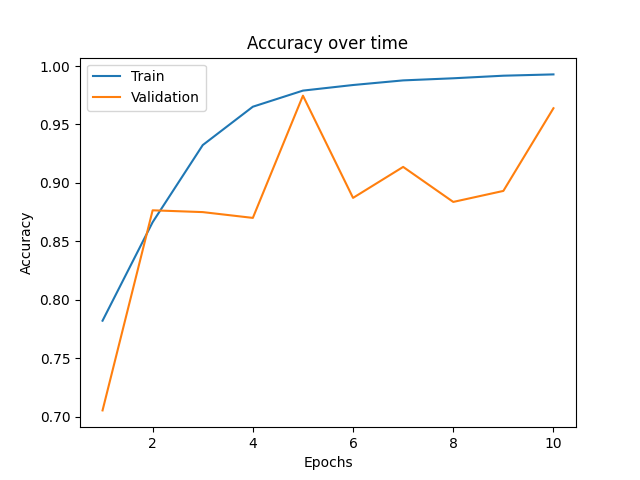 Accuracy over time
Train
Validation
1.00
0.95
0.90
0.85
0.80
0.75
0.70
Accuracy
2 4 6 8 10
Epochs